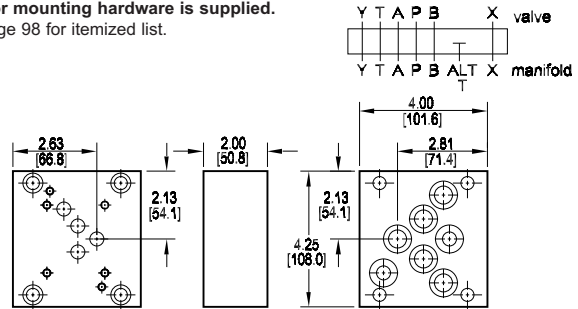 or mounting hardware is supplied.
ge 98 for itemized list.
Y T A P B X valve
T
Y T A P B ALT X manifold
T
4.00
[101.6]
2.63
[66.8]
2.00
[50.8]
2.81
[71.4]
2.13
[54.1]
2.13
[54.1]
4.25
[108.0]